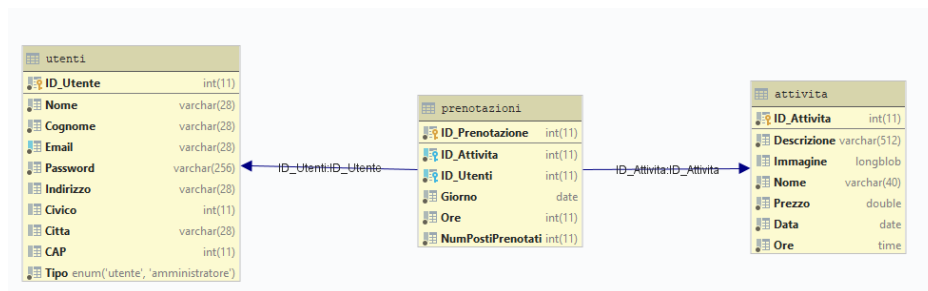 utenti
ID_Utente int(11)
Nome varchar(28)
Cognome varchar(28)
Email varchar(28)
Password varchar(256)
Indirizzo varchar(28)
Civico int(11)
Citta varchar(28)
CAP int(11)
Tipo enum('utente', 'amministratore')
ID_Utenti:ID_Utente
prenotazioni
ID_Prenotazione int(11)
ID_Attivita int(11)
ID_Utenti int(11)
Giorno date
Ore int(11)
NumPostiPrenotati int(11)
ID_Attivita:ID_Attivita
attivita
ID_Attivita int(11)
Descrizione varchar(512)
Immagine longblob
Nome varchar(40)
Prezzo double
Data date
Ore time